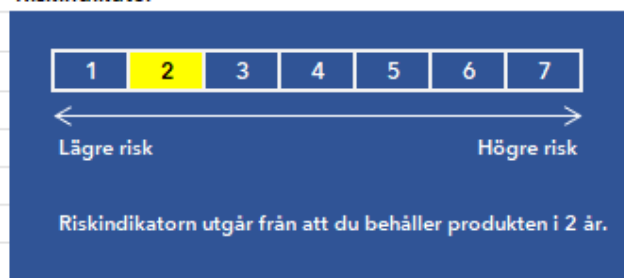 Riskindikator
1 2 3 4 5 6 7
Lägre risk Högre risk
Riskindikatorn utgår från att du behåller produkten i 2 år.